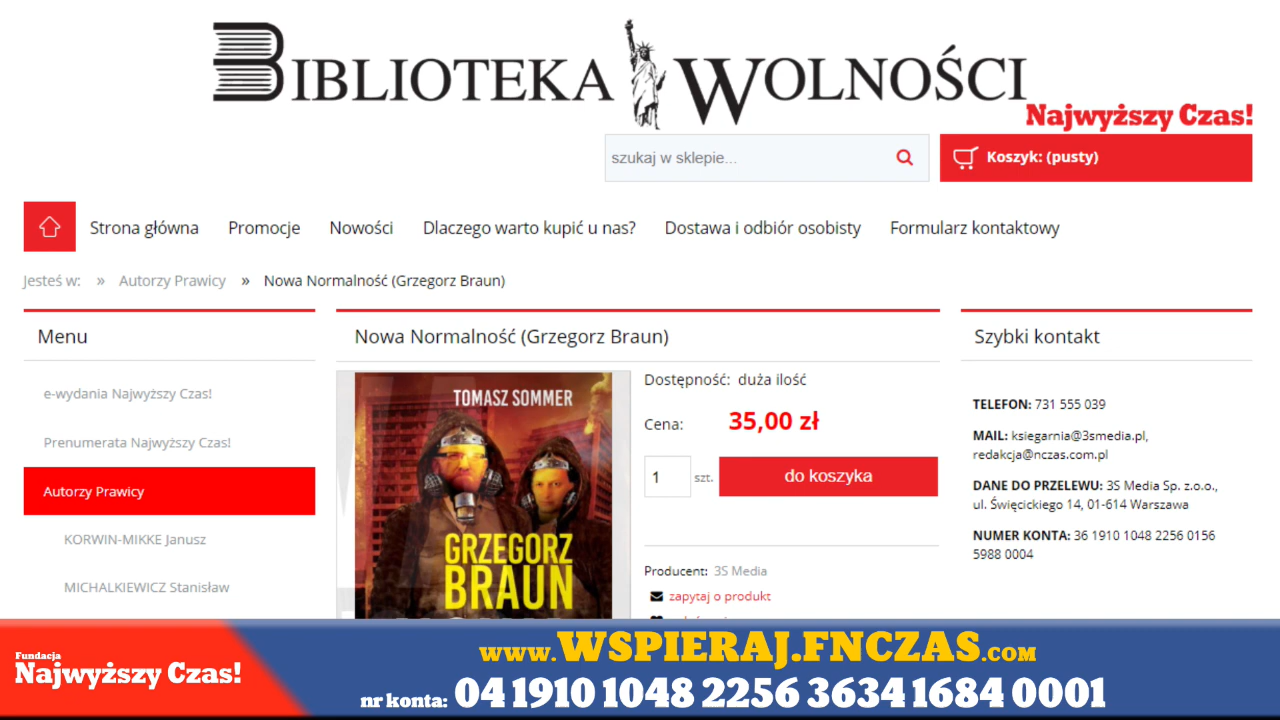 BIBLIOTEKA WOLNOŚCI
Najwyższy Czas!
szukaj w sklepie...
Koszyk: (pusty)
Strona główna Promocje Nowości Dlaczego warto kupić u nas? Dostawa i odbiór osobisty Formularz kontaktowy
Jesteś w: » Autorzy Prawicy » Nowa Normalność (Grzegorz Braun)
Menu
e-wydania Najwyższy Czas!
Prenumerata Najwyższy Czas!
Autorzy Prawicy
KORWIN-MIKKE Janusz
MICHALKIEWICZ Stanisław
Nowa Normalność (Grzegorz Braun)
TOMASZ SOMMER
GRZEGORZ
BRAUN
Dostępność: duża ilość
Cena: 35,00 zł
1 szt. do koszyka
Producent: 3S Media
zapytaj o produkt
Szybki kontakt
TELEFON: 731 555 039
MAIL: ksiegarnia@3smedia.pl,
redakcja@nczas.com.pl
DANE DO PRZELEWU: 3S Media Sp. z.o.o.,
ul. Święcickiego 14, 01-614 Warszawa
NUMER KONTA: 36 1910 1048 2256 0156
5988 0004
Fundacja
Najwyższy Czas!
www.WSPIERAJ.FNCZAS.com
nr konta: 04 1910 1048 2256 3634 1684 0001